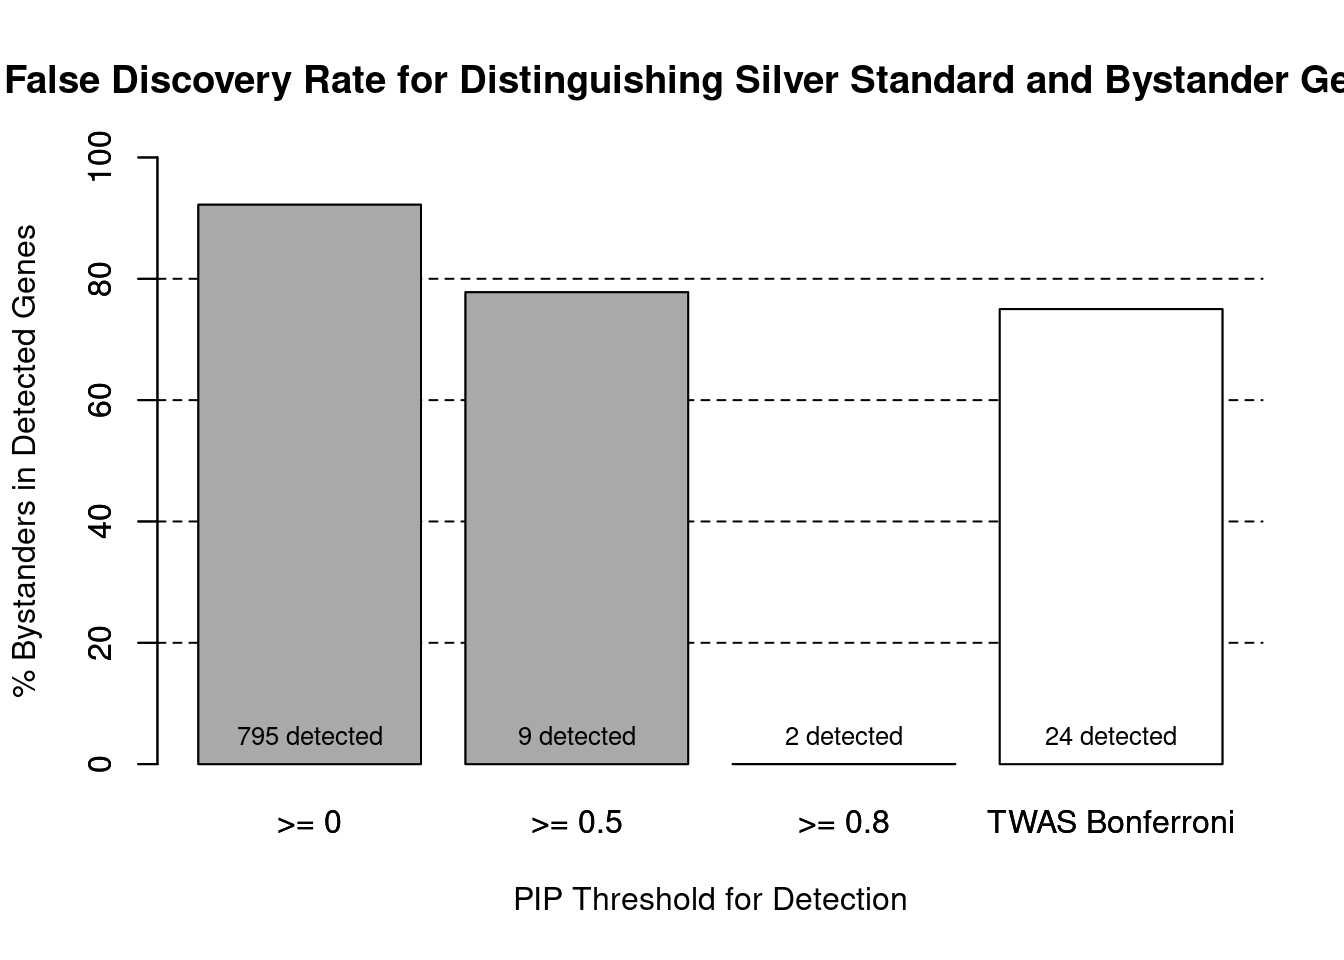 False Discovery Rate for Distinguishing Silver Standard and Bystander Ge
% Bystanders in Detected Genes
100
80
60
40
20
0
795 detected
9 detected
2 detected
24 detected
>= 0
>= 0.5
>= 0.8
TWAS Bonferroni
PIP Threshold for Detection